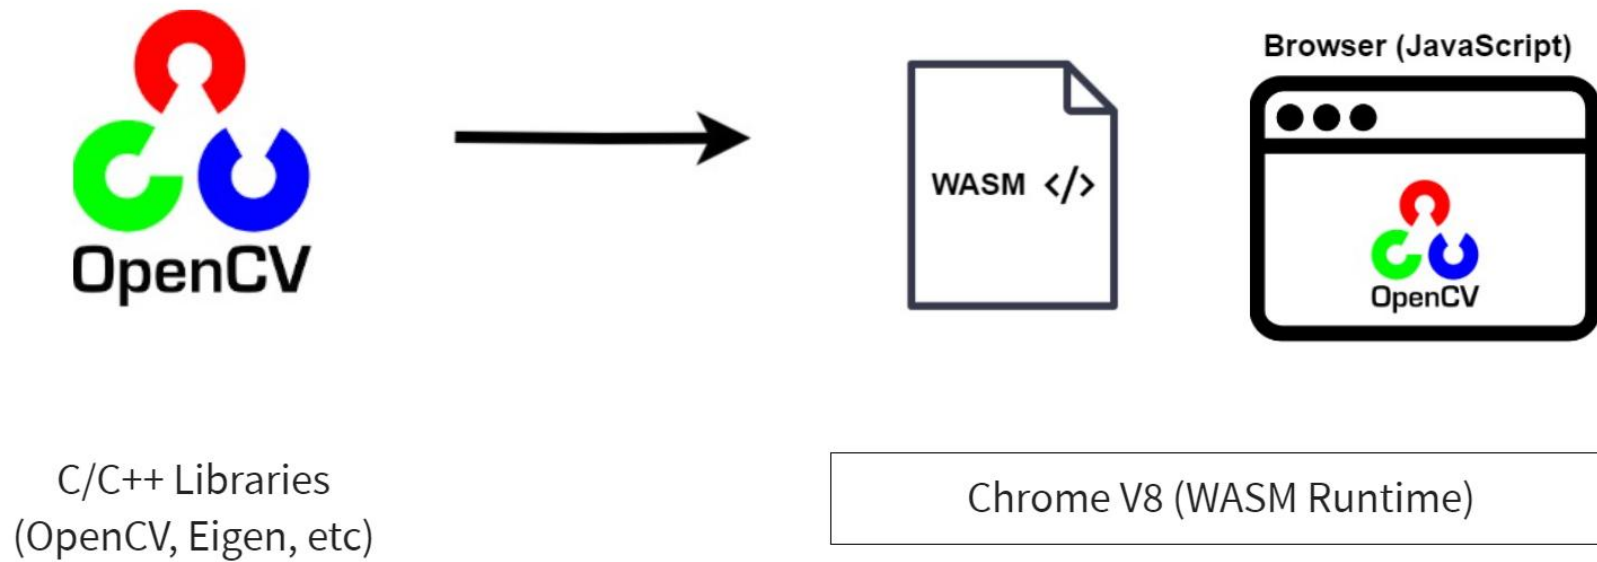 OpenCV
WASM </>
Browser (JavaScript)
OpenCV
C/C++ Libraries
(OpenCV, Eigen, etc)
Chrome V8 (WASM Runtime)